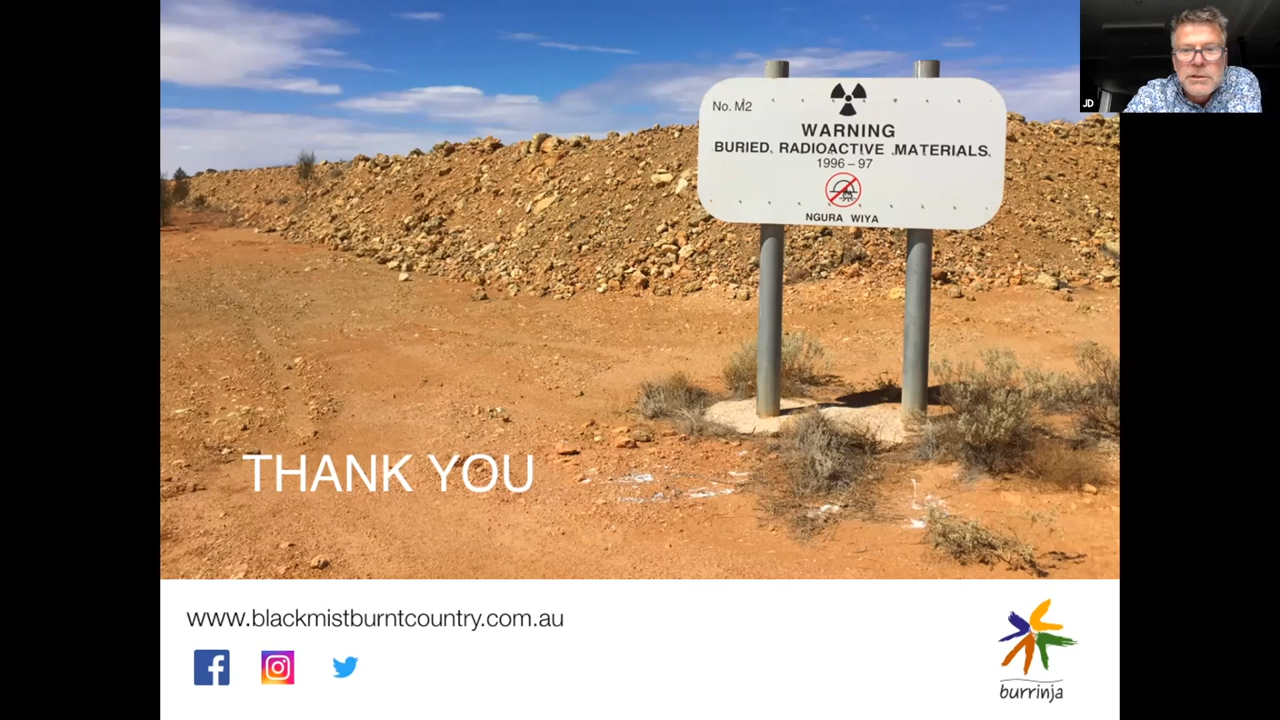 No. M2
WARNING
BURIED RADIOACTIVE MATERIALS
1996 – 97
NGURA WIYA
THANK YOU
www.blackmistburntcountry.com.au
burrinja
JD